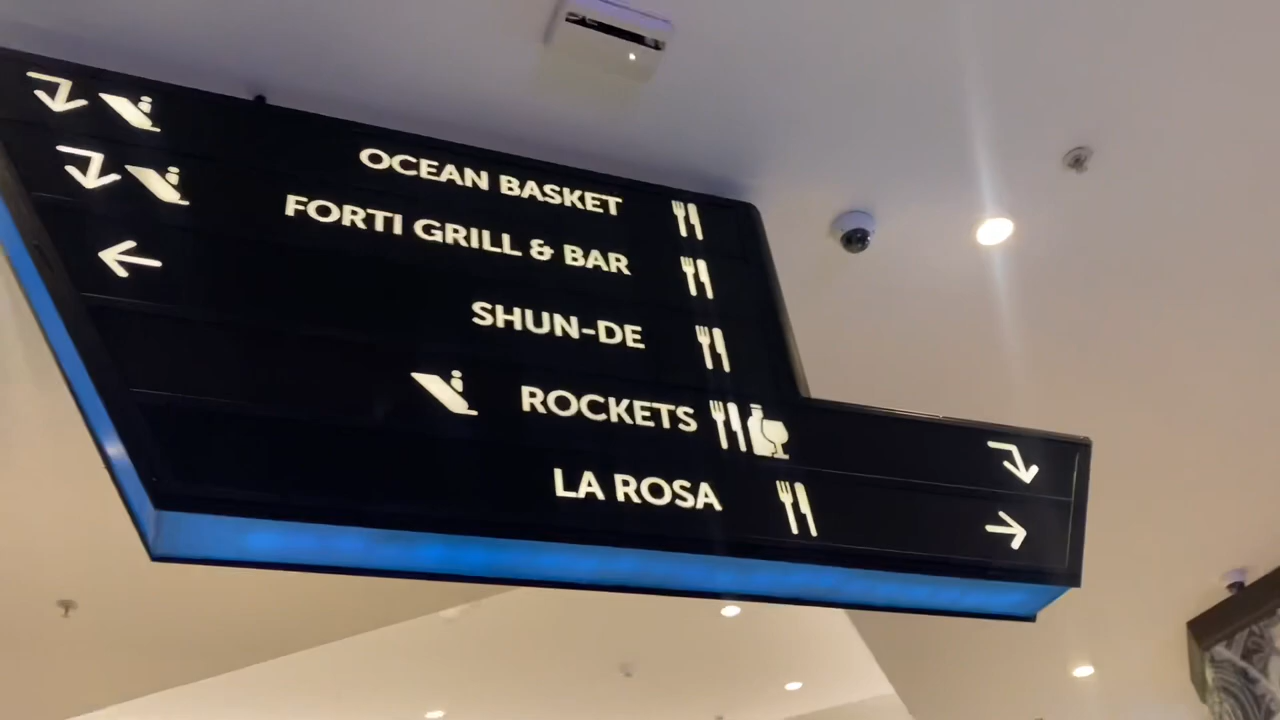 OCEAN BASKET
FORTI GRILL & BAR
SHUN-DE
ROCKETS
LA ROSA